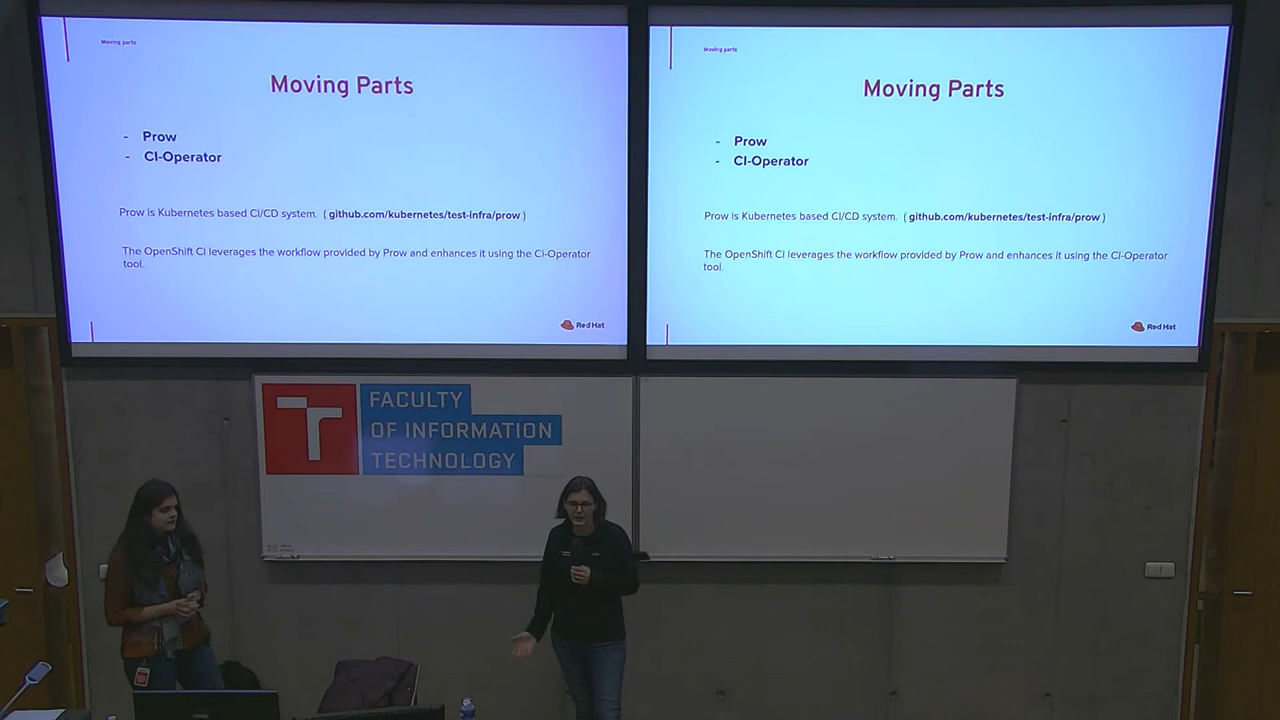 Moving parts
Moving Parts
- Prow
- CI-Operator
Prow is Kubernetes based CI/CD system. ( github.com/kubernetes/test-infra/prow )
The OpenShift CI leverages the workflow provided by Prow and enhances it using the CI-Operator
tool.
Red Hat
Moving parts
Moving Parts
- Prow
- CI-Operator
Prow is Kubernetes based CI/CD system. ( github.com/kubernetes/test-infra/prow )
The OpenShift CI leverages the workflow provided by Prow and enhances it using the CI-Operator
tool.
Red Hat
T
FACULTY
OF INFORMATION
TECHNOLOGY